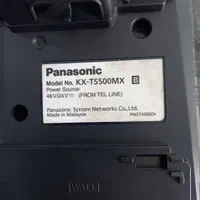 Panasonic
Model No. KX-TS500MX B
Power Source:
48 V/24 V ⎓ (FROM TEL LINE)
Panasonic System Networks Co., Ltd.
Made in Malaysia
WALL